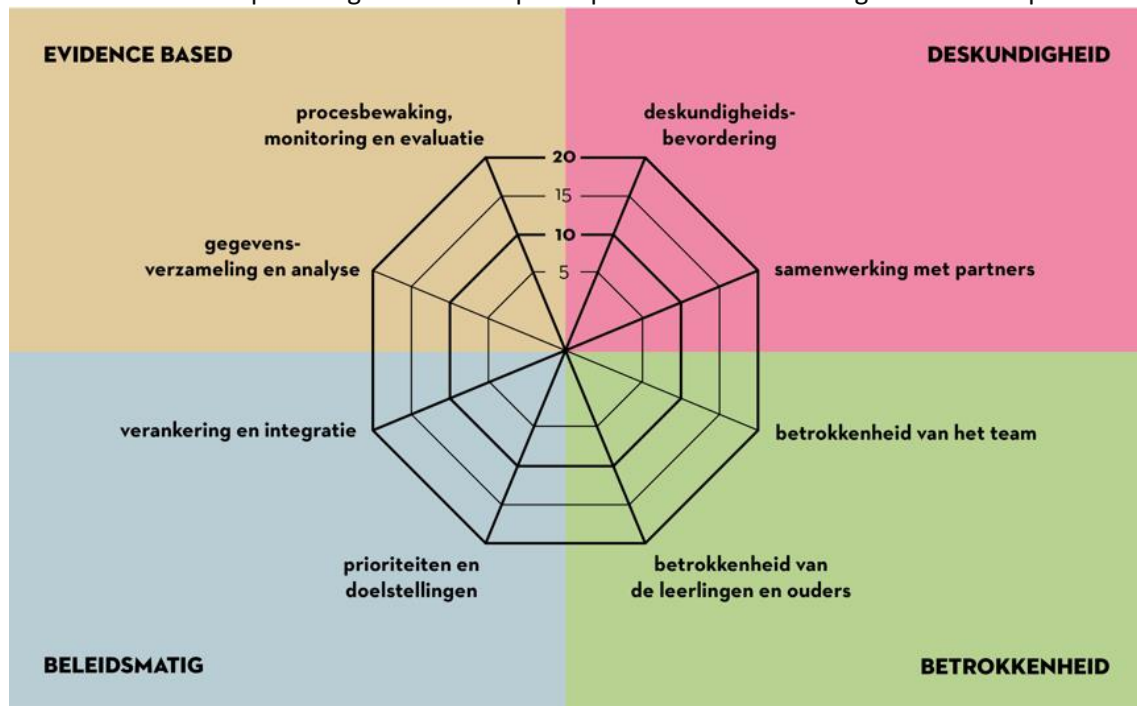 EVIDENCE BASED
DESKUNDIGHEID
procesbewaking,
monitoring en evaluatie
deskundigheids-
bevordering
20
15
10
5
gegevens-
verzameling en analyse
samenwerking met partners
verankering en integratie
betrokkenheid van het team
prioriteiten en
doelstellingen
betrokkenheid van
de leerlingen en ouders
BELEIDSMATIG
BETROKKENHEID